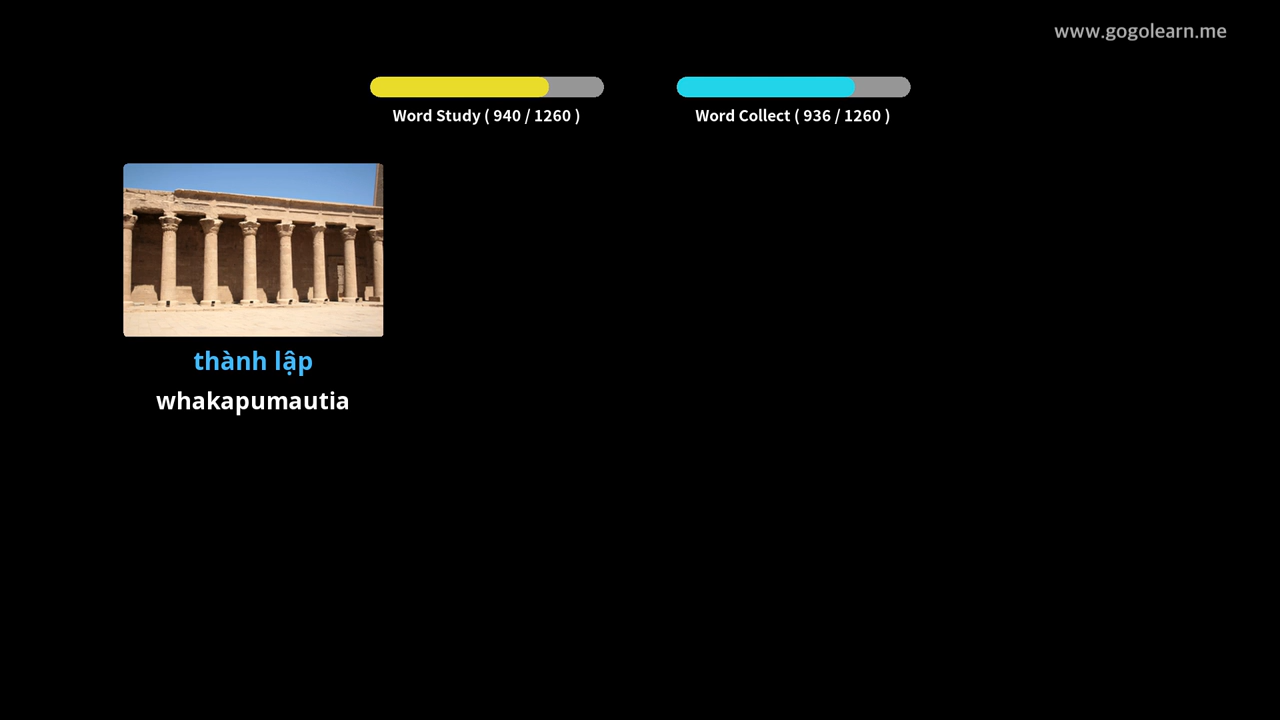 www.gogolearn.me
Word Study ( 940 / 1260 )
Word Collect ( 936 / 1260 )
thành lập
whakapumautia